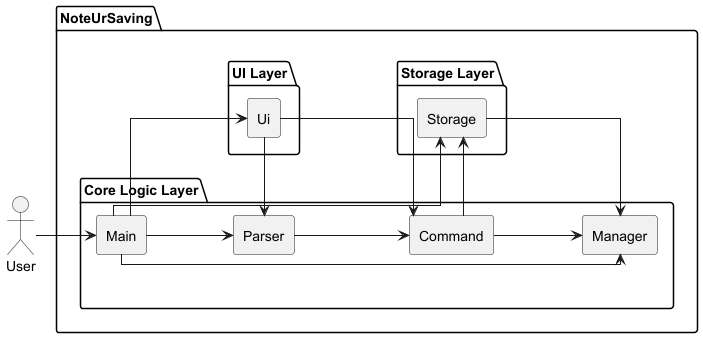 NoteUrSaving
UI Layer
Storage Layer
Ui
Storage
Core Logic Layer
Main
Parser
Command
Manager
User